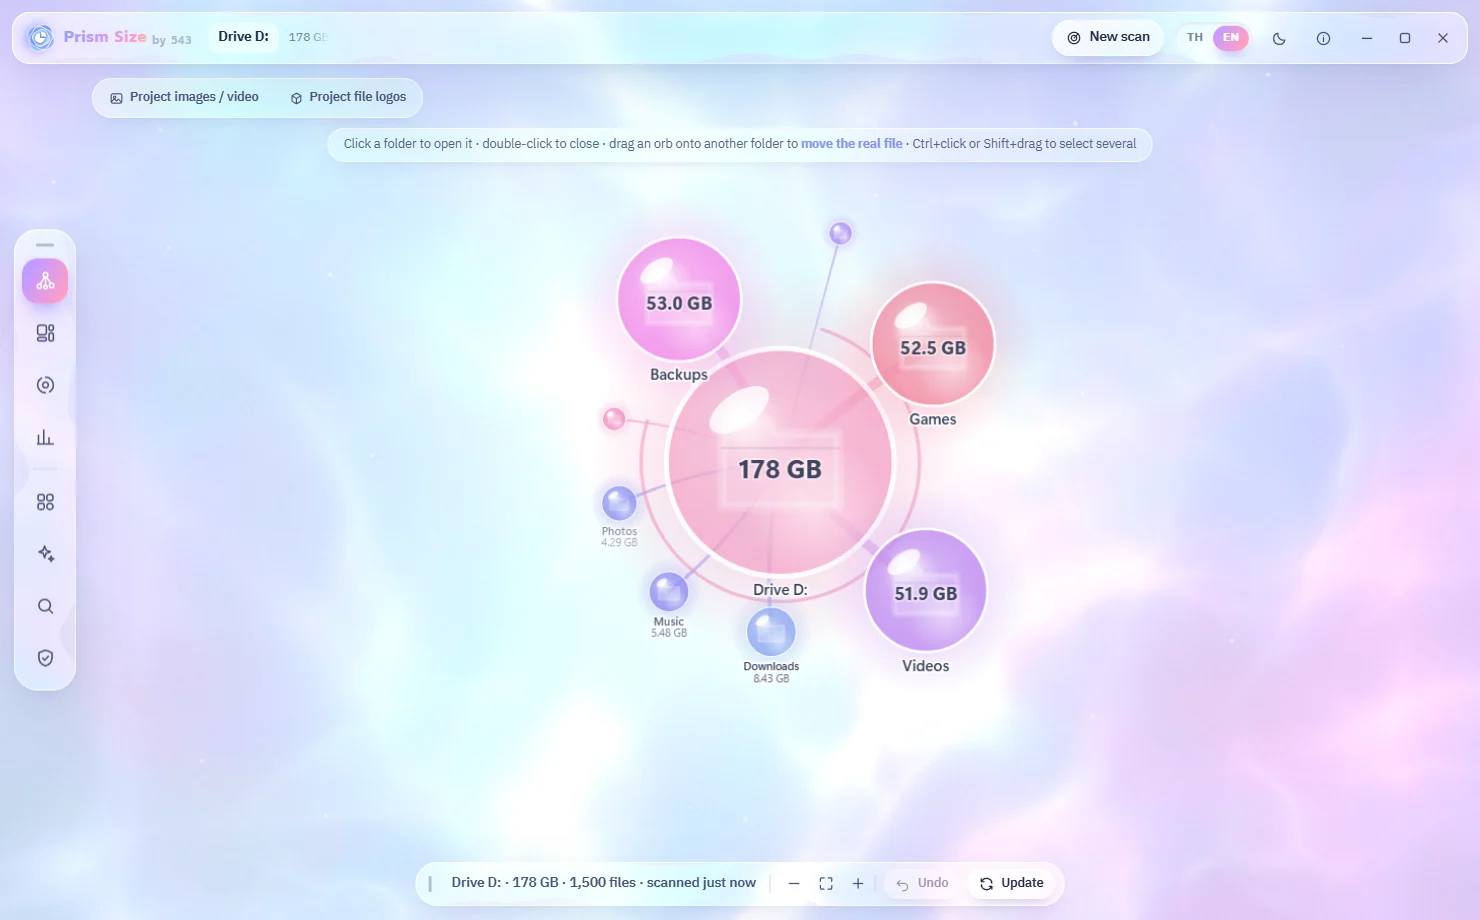 Prism Size by 543
Drive D:
178 GB
New scan
TH
EN
Project images / video
Project file logos
Click a folder to open it · double-click to close · drag an orb onto another folder to move the real file · Ctrl+click or Shift+drag to select several
53.0 GB
Backups
52.5 GB
Games
178 GB
Drive D:
Photos
4.29 GB
Music
5.48 GB
Downloads
8.43 GB
51.9 GB
Videos
Drive D: · 178 GB · 1,500 files · scanned just now
Undo
Update